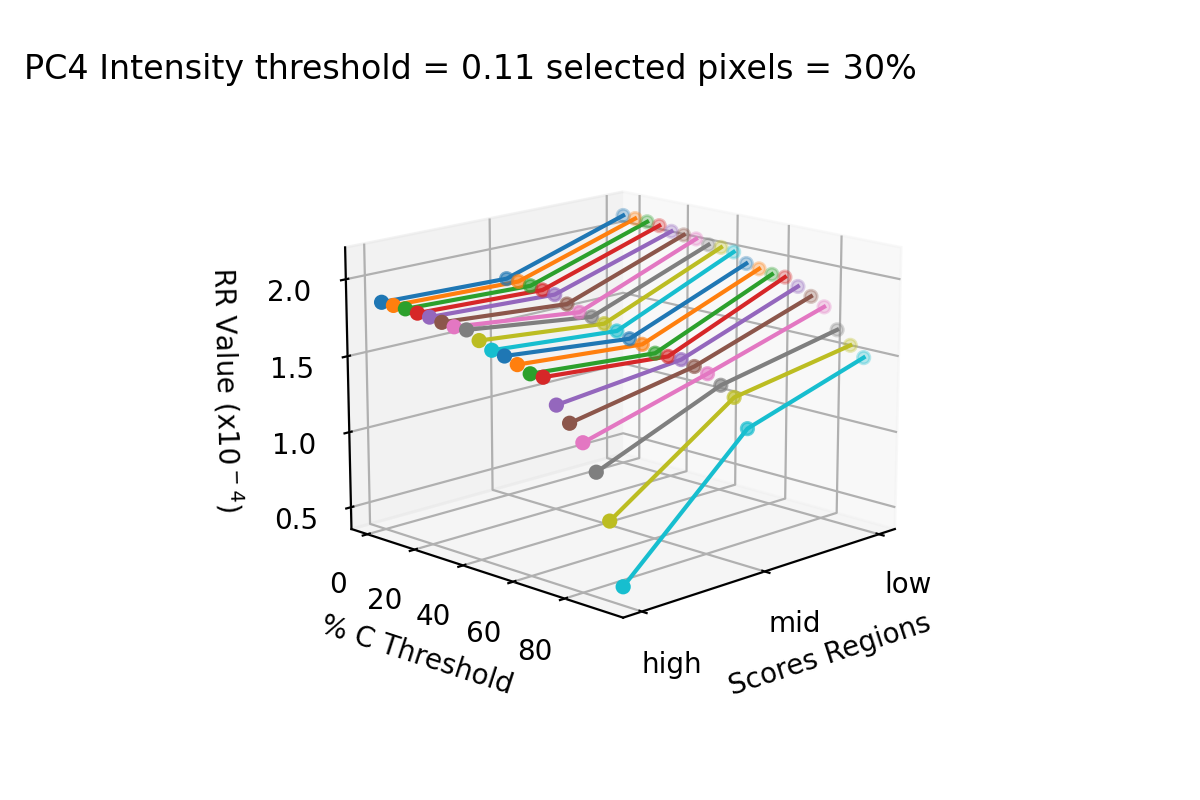 PC4 Intensity threshold = 0.11 selected pixels = 30%
RR Value (x10⁻⁴)
2.0
1.5
1.0
0.5
0
20
40
60
80
% C Threshold
high
mid
low
Scores Regions